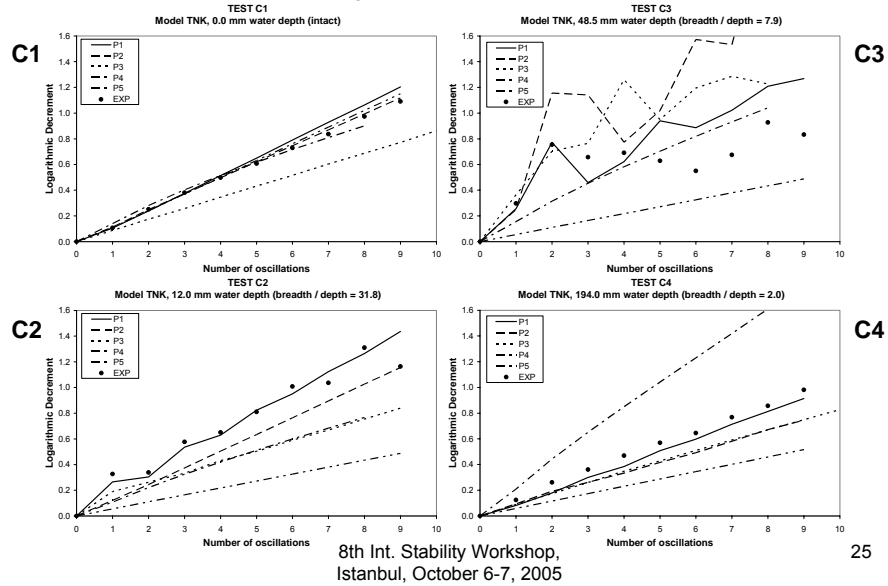 C1
TEST C1
Model TNK, 0.0 mm water depth (intact)
Logarithmic Decrement
1.6
1.4
1.2
1.0
0.8
0.6
0.4
0.2
0.0
P1
P2
P3
P4
P5
EXP
0 1 2 3 4 5 6 7 8 9 10
Number of oscillations
C3
TEST C3
Model TNK, 48.5 mm water depth (breadth / depth = 7.9)
Logarithmic Decrement
1.6
1.4
1.2
1.0
0.8
0.6
0.4
0.2
0.0
P1
P2
P3
P4
P5
EXP
0 1 2 3 4 5 6 7 8 9 10
Number of oscillations
C2
TEST C2
Model TNK, 12.0 mm water depth (breadth / depth = 31.8)
Logarithmic Decrement
1.6
1.4
1.2
1.0
0.8
0.6
0.4
0.2
0.0
P1
P2
P3
P4
P5
EXP
0 1 2 3 4 5 6 7 8 9 10
Number of oscillations
C4
TEST C4
Model TNK, 194.0 mm water depth (breadth / depth = 2.0)
Logarithmic Decrement
1.6
1.4
1.2
1.0
0.8
0.6
0.4
0.2
0.0
P1
P2
P3
P4
P5
EXP
0 1 2 3 4 5 6 7 8 9 10
Number of oscillations
8th Int. Stability Workshop,
Istanbul, October 6-7, 2005
25